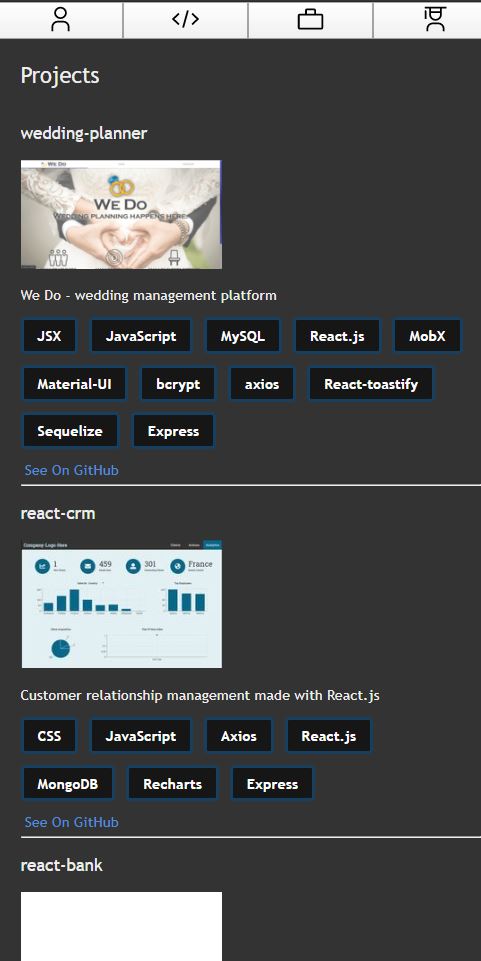 Projects
wedding-planner
WE DO
WE DO
WEDDING PLANNING HAPPENS HERE
We Do - wedding management platform
JSX JavaScript MySQL React.js MobX
Material-UI bcrypt axios React-toastify
Sequelize Express
See On GitHub
react-crm
Company Logo Here
1 459 301 France
Customer relationship management made with React.js
CSS JavaScript Axios React.js
MongoDB Recharts Express
See On GitHub
react-bank